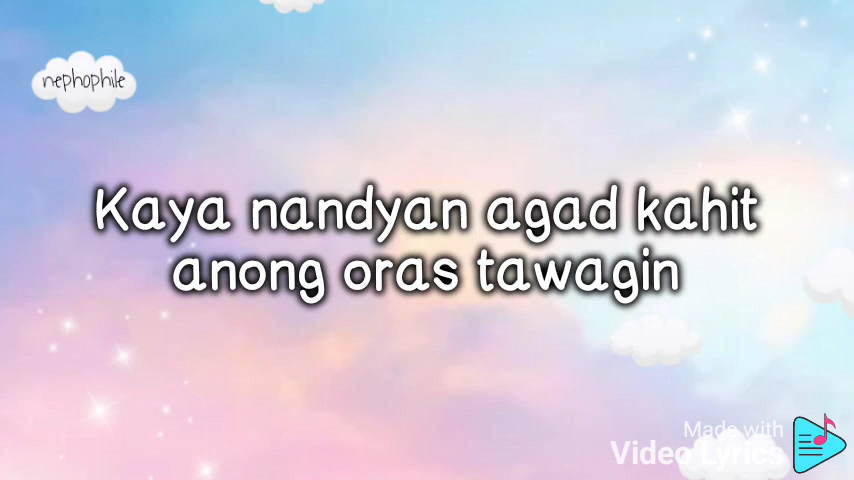 nephophile
Kaya nandyan agad kahit
anong oras tawagin
Made with
Video Lyrics